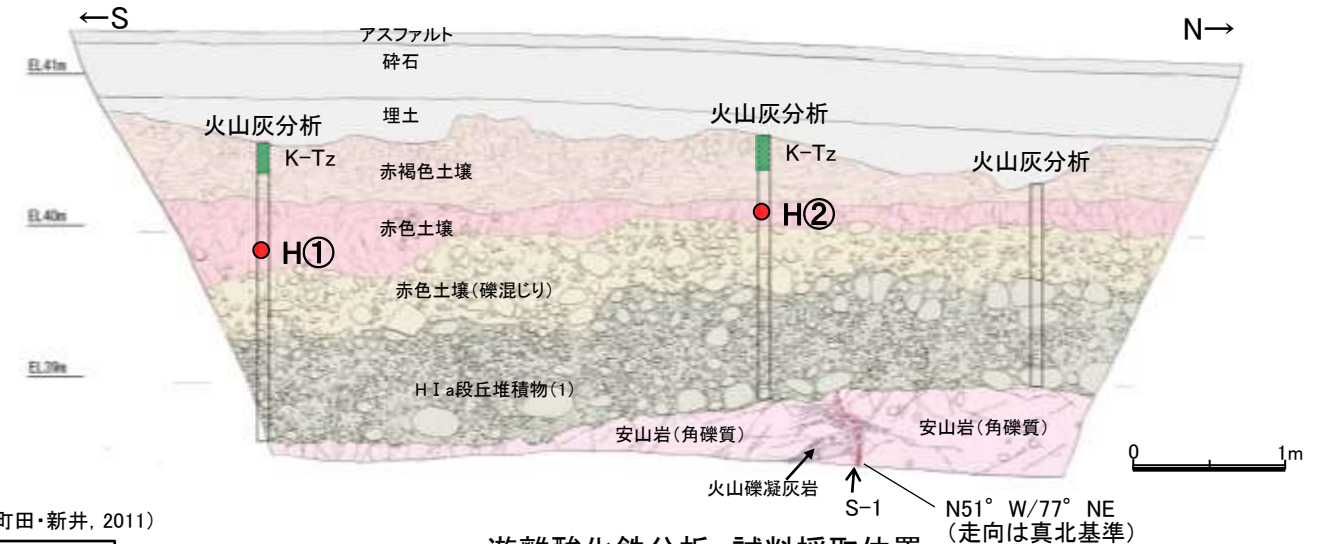 ←S
N→
アスファルト
砕石
EL41m
埋土
火山灰分析
火山灰分析
火山灰分析
K-Tz
K-Tz
赤褐色土壌
H②
EL40m
赤色土壌
H①
赤色土壌(礫混じり)
EL39m
HⅠa段丘堆積物(1)
安山岩(角礫質)
安山岩(角礫質)
0 1m
火山礫凝灰岩
S-1
N51°W/77°NE
(走向は真北基準)
町田・新井, 2011)